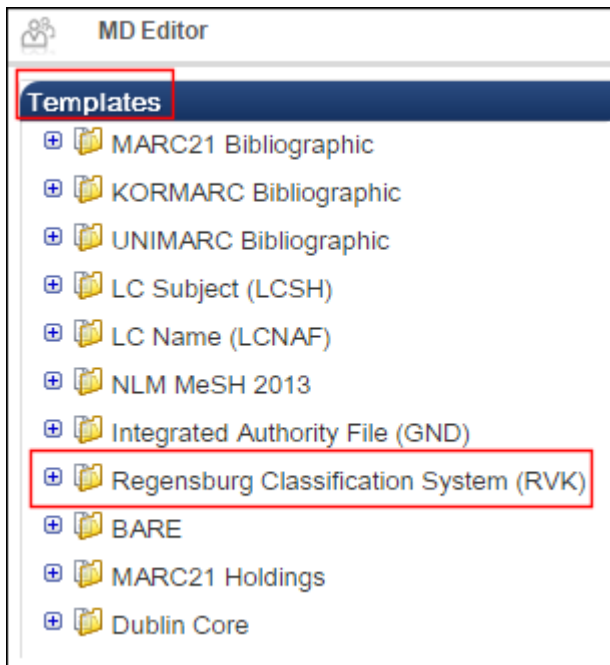 MD Editor
Templates
MARC21 Bibliographic
KORMARC Bibliographic
UNIMARC Bibliographic
LC Subject (LCSH)
LC Name (LCNAF)
NLM MeSH 2013
Integrated Authority File (GND)
Regensburg Classification System (RVK)
BARE
MARC21 Holdings
Dublin Core